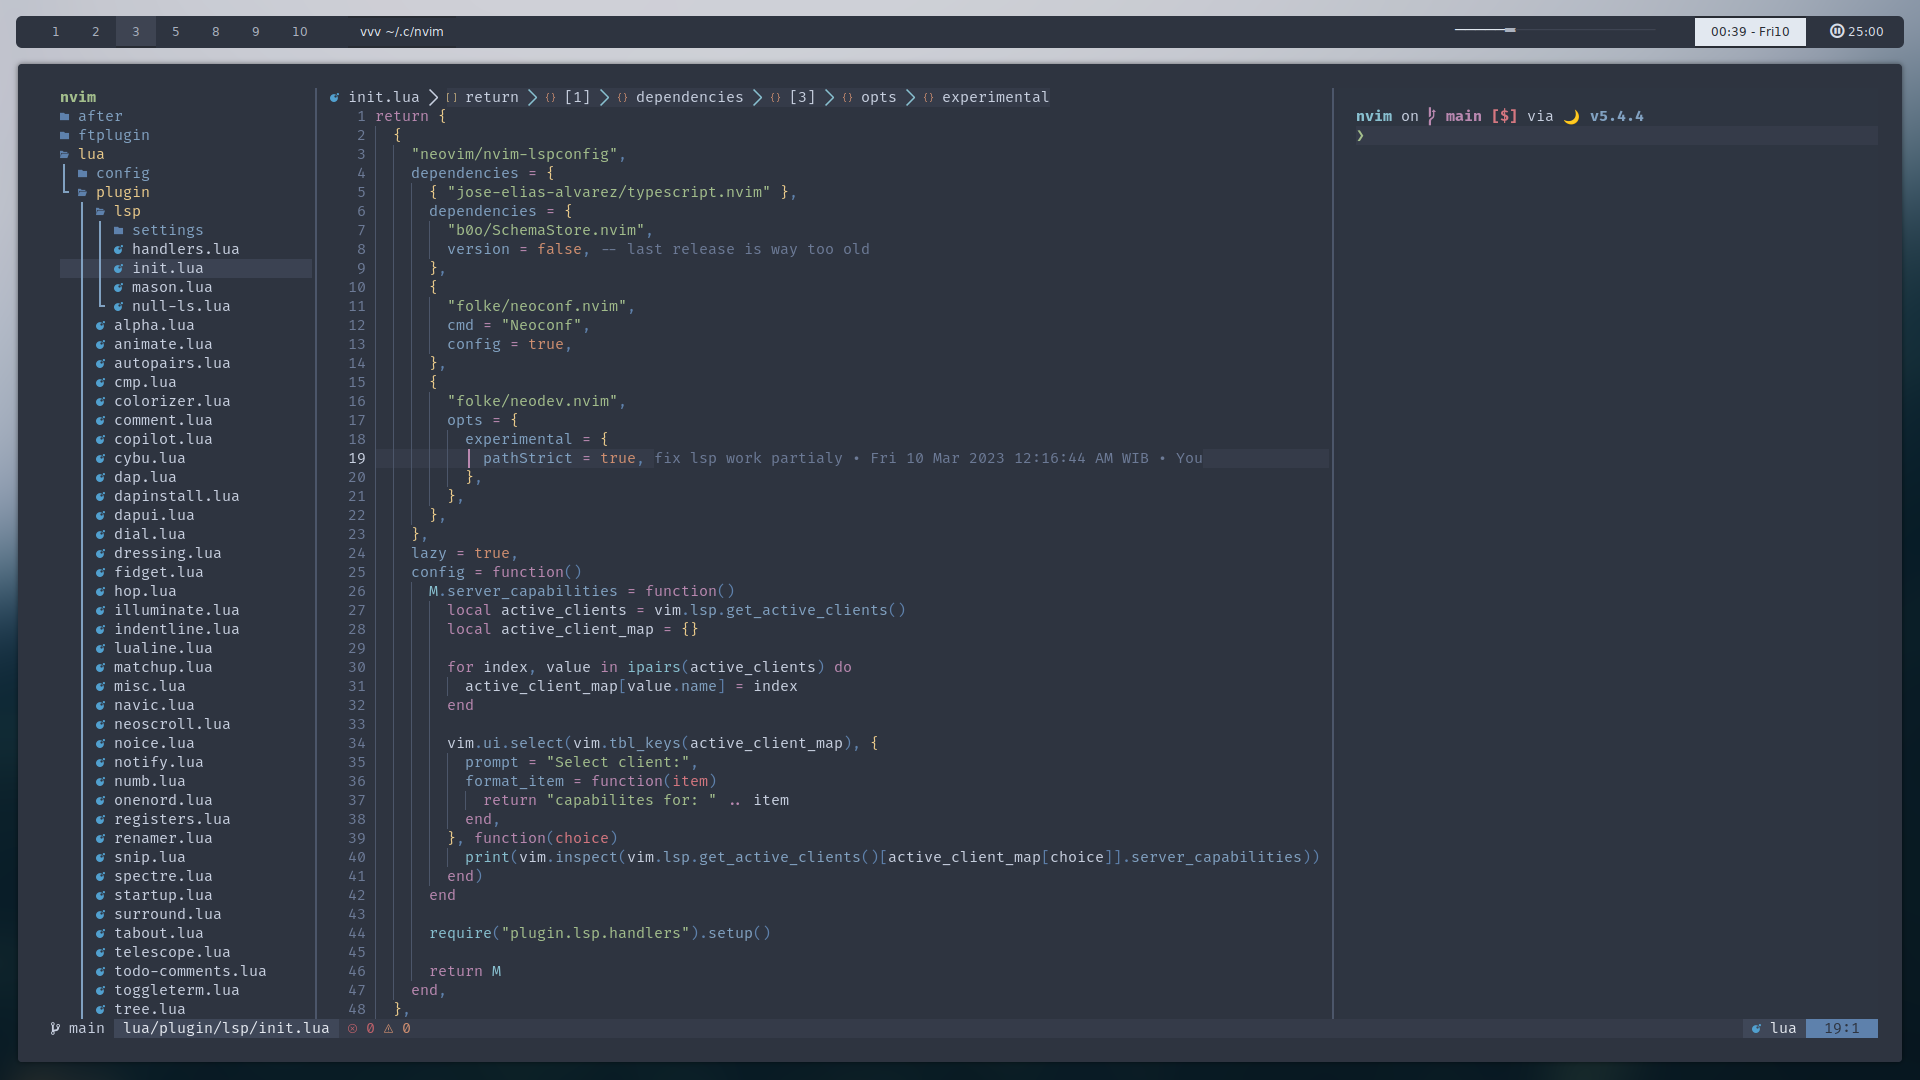 1 2 3 5 8 9 10 vvv ~/.c/nvim 00:39 - Fri10 25:00
nvim
after
ftplugin
lua
config
plugin
lsp
settings
handlers.lua
init.lua
mason.lua
null-ls.lua
alpha.lua
animate.lua
autopairs.lua
cmp.lua
colorizer.lua
comment.lua
copilot.lua
cybu.lua
dap.lua
dapinstall.lua
dapui.lua
dial.lua
dressing.lua
fidget.lua
hop.lua
illuminate.lua
indentline.lua
lualine.lua
matchup.lua
misc.lua
navic.lua
neoscroll.lua
noice.lua
notify.lua
numb.lua
onenord.lua
registers.lua
renamer.lua
snip.lua
spectre.lua
startup.lua
surround.lua
tabout.lua
telescope.lua
todo-comments.lua
toggleterm.lua
tree.lua
init.lua > [] return > {} [1] > {} dependencies > {} [3] > {} opts > {} experimental
1 return {
2 {
3 "neovim/nvim-lspconfig",
4 dependencies = {
5 { "jose-elias-alvarez/typescript.nvim" },
6 dependencies = {
7 "b0o/SchemaStore.nvim",
8 version = false, -- last release is way too old
9 },
10 {
11 "folke/neoconf.nvim",
12 cmd = "Neoconf",
13 config = true,
14 },
15 {
16 "folke/neodev.nvim",
17 opts = {
18 experimental = {
19 pathStrict = true, fix lsp work partialy • Fri 10 Mar 2023 12:16:44 AM WIB • You
20 },
21 },
22 },
23 },
24 lazy = true,
25 config = function()
26 M.server_capabilities = function()
27 local active_clients = vim.lsp.get_active_clients()
28 local active_client_map = {}
29
30 for index, value in ipairs(active_clients) do
31 active_client_map[value.name] = index
32 end
33
34 vim.ui.select(vim.tbl_keys(active_client_map), {
35 prompt = "Select client:",
36 format_item = function(item)
37 return "capabilites for: " .. item
38 end,
39 }, function(choice)
40 print(vim.inspect(vim.lsp.get_active_clients()[active_client_map[choice]].server_capabilities))
41 end)
42 end
43
44 require("plugin.lsp.handlers").setup()
45
46 return M
47 end,
48 },
nvim on main [$] via 🌙 v5.4.4
❯
main lua/plugin/lsp/init.lua 0 0 lua 19:1